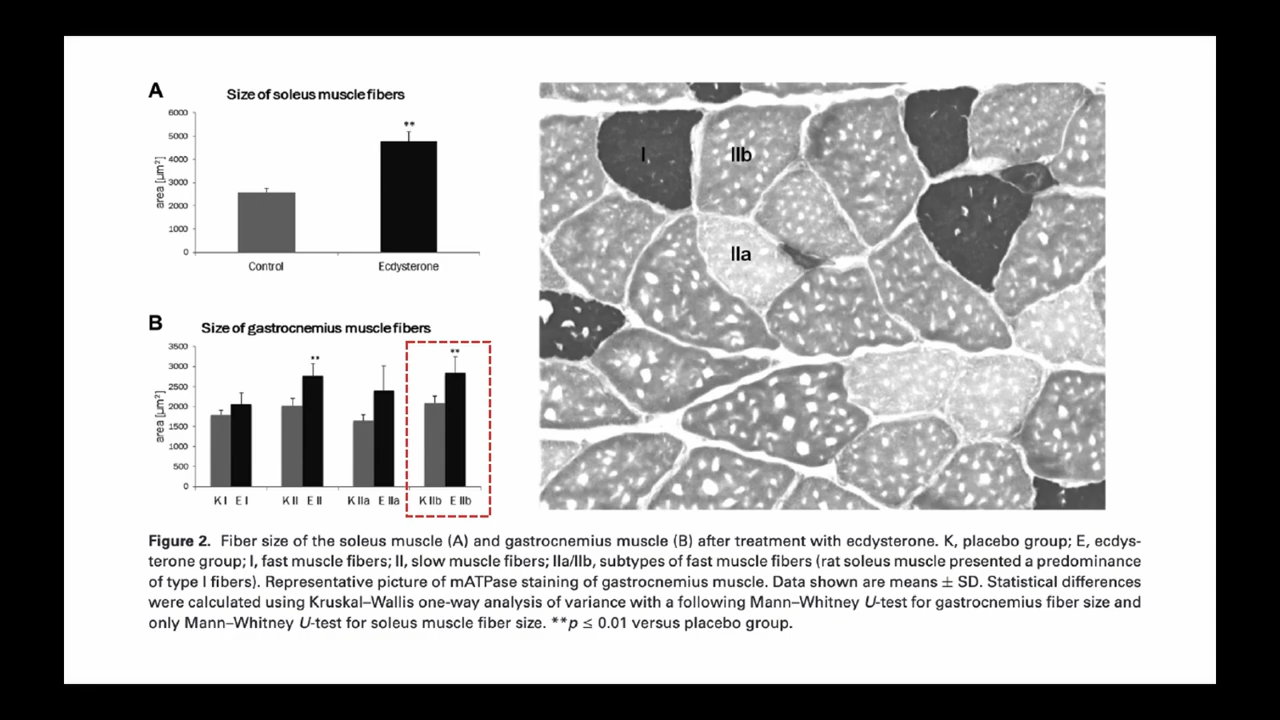 A
Size of soleus muscle fibers
6000
5000
4000
3000
2000
1000
0
area [µm²]
**
Control
Ecdysterone
B
Size of gastrocnemius muscle fibers
3500
3000
2500
2000
1500
1000
500
0
area [µm²]
**
**
K I E I K II E II K IIa E IIa K IIb E IIb
I
IIb
IIa
Figure 2. Fiber size of the soleus muscle (A) and gastrocnemius muscle (B) after treatment with ecdysterone. K, placebo group; E, ecdys-
terone group; I, fast muscle fibers; II, slow muscle fibers; IIa/IIb, subtypes of fast muscle fibers (rat soleus muscle presented a predominance
of type I fibers). Representative picture of mATPase staining of gastrocnemius muscle. Data shown are means ± SD. Statistical differences
were calculated using Kruskal–Wallis one-way analysis of variance with a following Mann–Whitney U-test for gastrocnemius fiber size and
only Mann–Whitney U-test for soleus muscle fiber size. **p ≤ 0.01 versus placebo group.